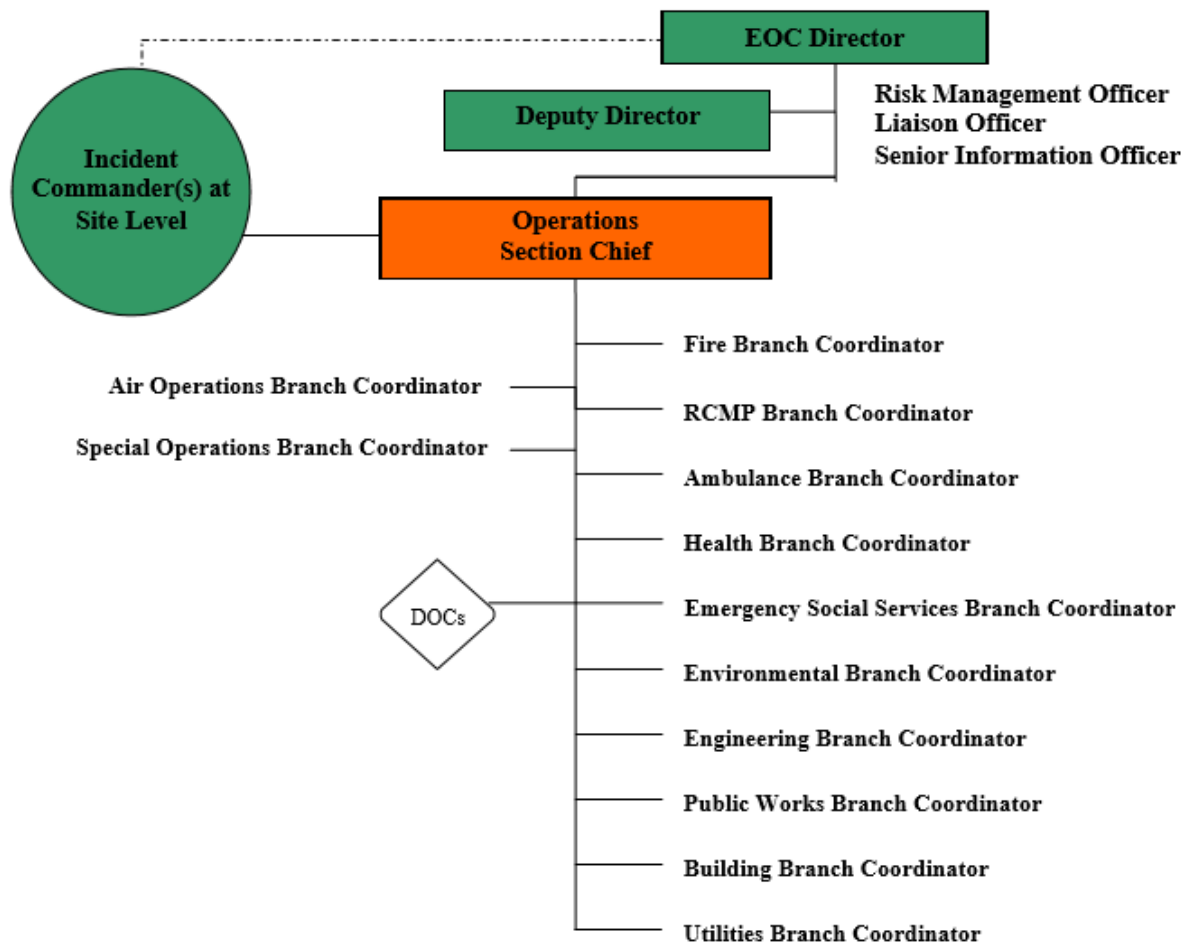 EOC Director
Deputy Director
Risk Management Officer
Liaison Officer
Senior Information Officer
Incident
Commander(s) at
Site Level
Operations
Section Chief
Fire Branch Coordinator
Air Operations Branch Coordinator
RCMP Branch Coordinator
Special Operations Branch Coordinator
Ambulance Branch Coordinator
Health Branch Coordinator
DOCs
Emergency Social Services Branch Coordinator
Environmental Branch Coordinator
Engineering Branch Coordinator
Public Works Branch Coordinator
Building Branch Coordinator
Utilities Branch Coordinator